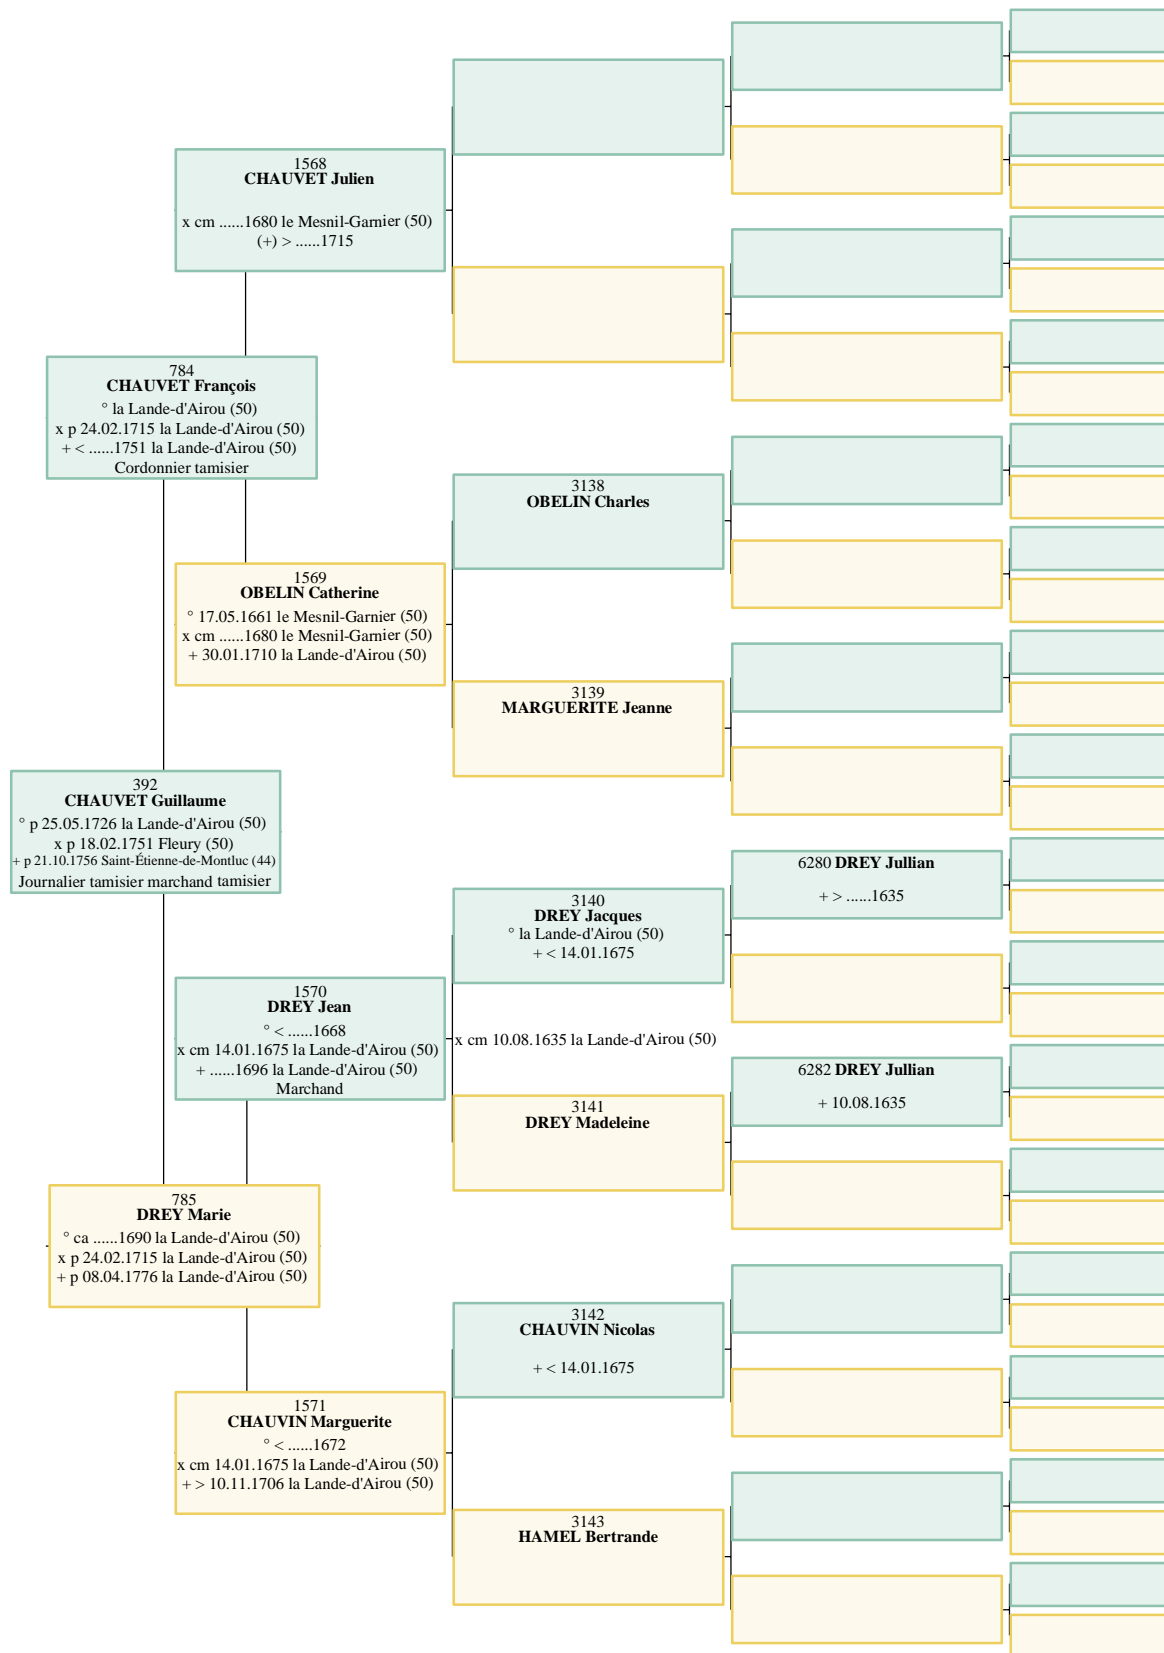 1568
CHAUVET Julien
x cm ......1680 le Mesnil-Garnier (50)
(+) > ......1715
784
CHAUVET François
° la Lande-d'Airou (50)
x p 24.02.1715 la Lande-d'Airou (50)
+ < ......1751 la Lande-d'Airou (50)
Cordonnier tamisier
3138
OBELIN Charles
1569
OBELIN Catherine
° 17.05.1661 le Mesnil-Garnier (50)
x cm ......1680 le Mesnil-Garnier (50)
+ 30.01.1710 la Lande-d'Airou (50)
3139
MARGUERITE Jeanne
392
CHAUVET Guillaume
° p 25.05.1726 la Lande-d'Airou (50)
x p 18.02.1751 Fleury (50)
+ p 21.10.1756 Saint-Étienne-de-Montluc (44)
Journalier tamisier marchand tamisier
6280 DREY Jullian
+ > ......1635
3140
DREY Jacques
° la Lande-d'Airou (50)
+ < 14.01.1675
1570
DREY Jean
° < ......1668
x cm 14.01.1675 la Lande-d'Airou (50)
+ ......1696 la Lande-d'Airou (50)
Marchand
x cm 10.08.1635 la Lande-d'Airou (50)
6282 DREY Jullian
+ 10.08.1635
3141
DREY Madeleine
785
DREY Marie
° ca ......1690 la Lande-d'Airou (50)
x p 24.02.1715 la Lande-d'Airou (50)
+ p 08.04.1776 la Lande-d'Airou (50)
3142
CHAUVIN Nicolas
+ < 14.01.1675
1571
CHAUVIN Marguerite
° < ......1672
x cm 14.01.1675 la Lande-d'Airou (50)
+ > 10.11.1706 la Lande-d'Airou (50)
3143
HAMEL Bertrande